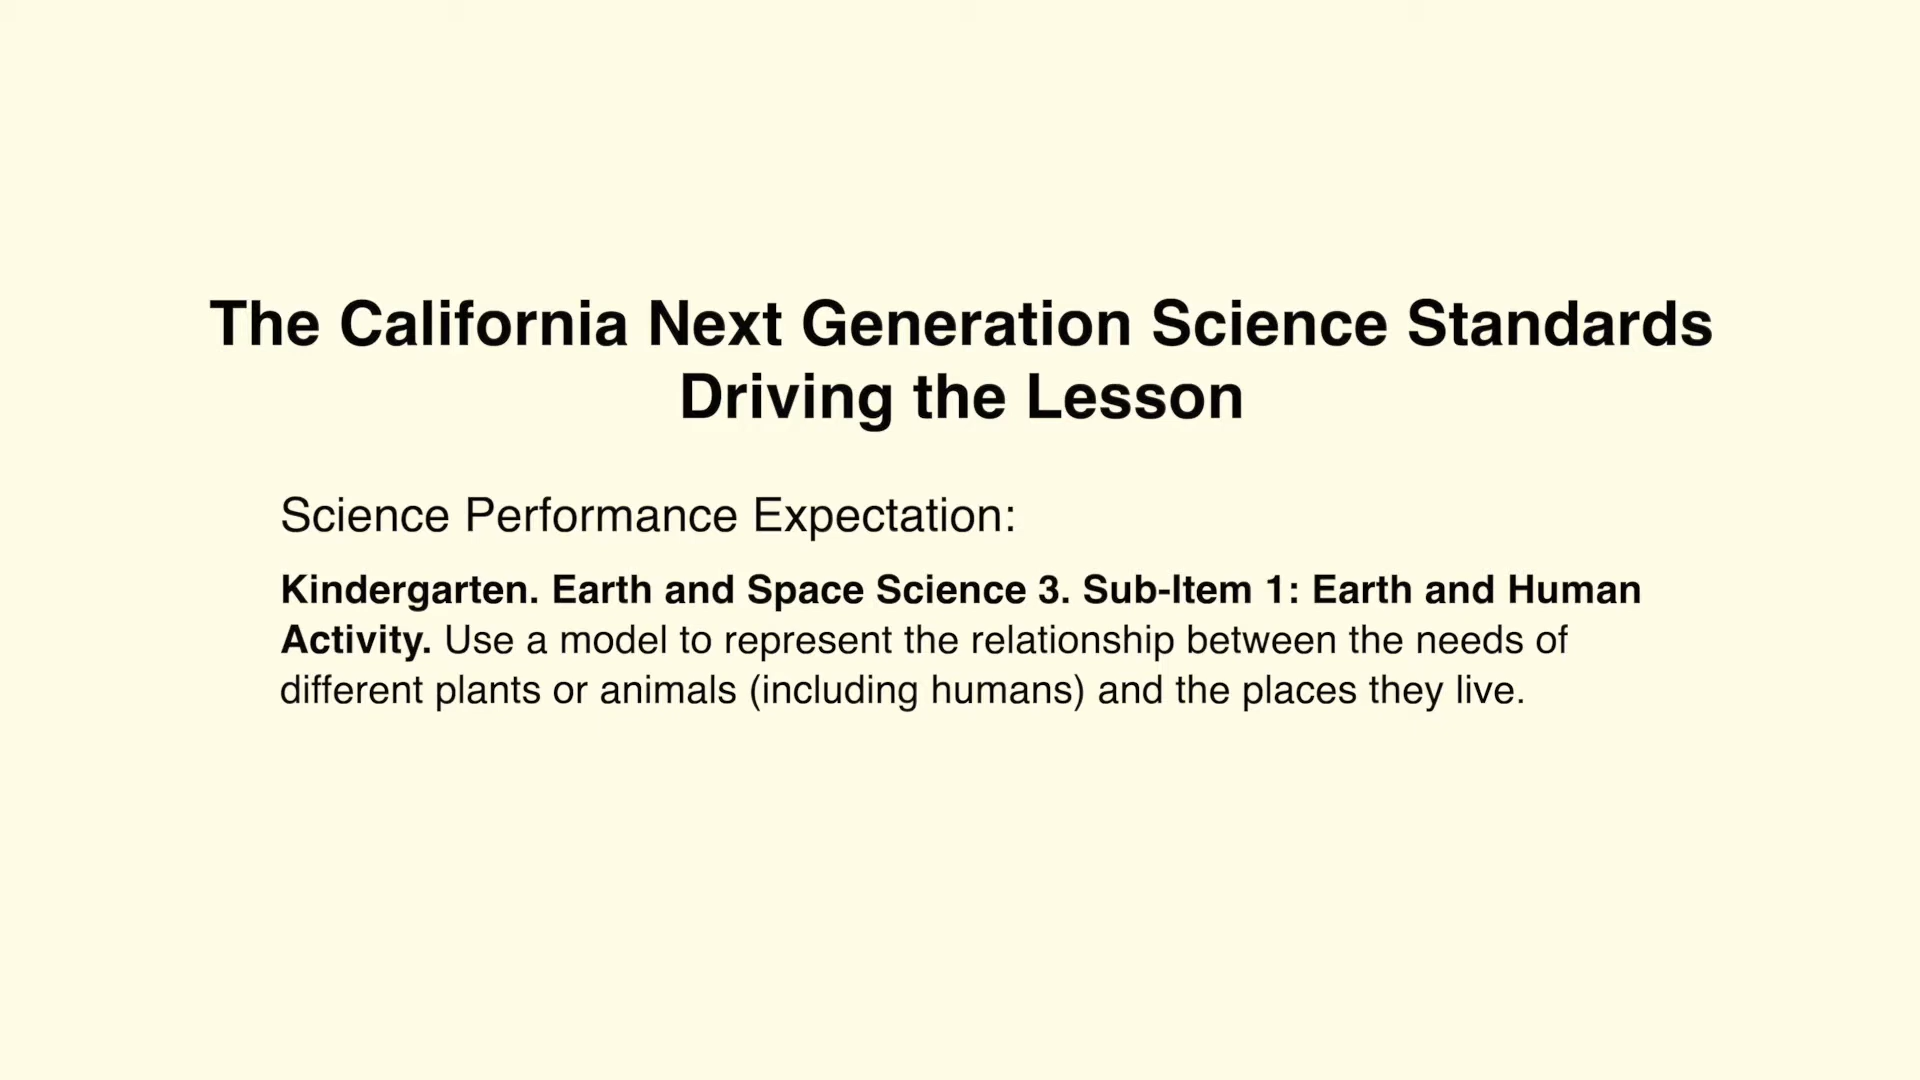 The California Next Generation Science Standards
Driving the Lesson
Science Performance Expectation:
Kindergarten. Earth and Space Science 3. Sub-Item 1: Earth and Human
Activity. Use a model to represent the relationship between the needs of
different plants or animals (including humans) and the places they live.